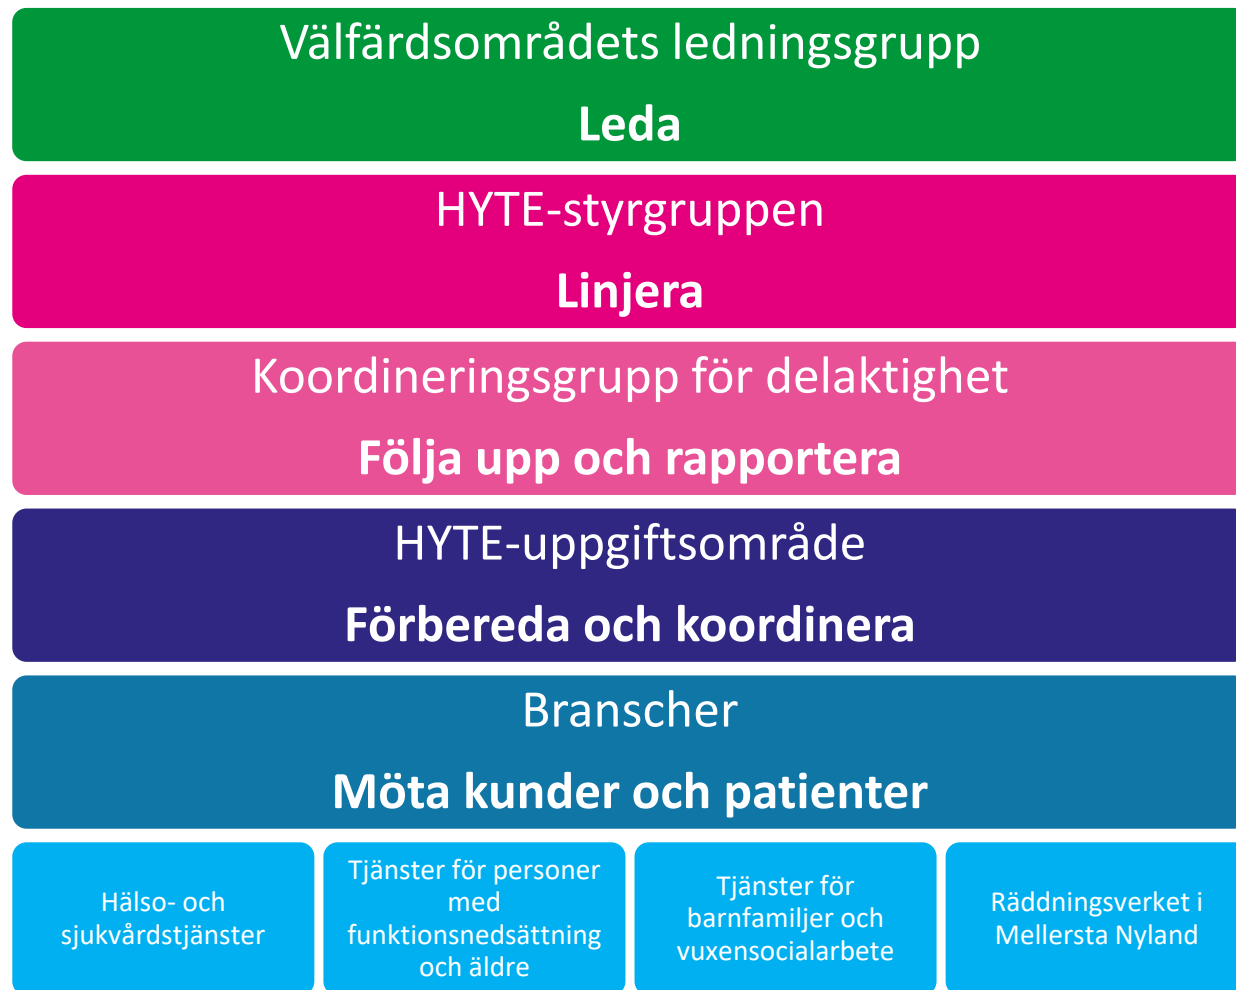 Välfärdsområdets ledningsgrupp
Leda
HYTE-styrgruppen
Linjera
Koordineringsgrupp för delaktighet
Följa upp och rapportera
HYTE-uppgiftsområde
Förbereda och koordinera
Branscher
Möta kunder och patienter
Hälso- och
sjukvårdstjänster
Tjänster för personer
med
funktionsnedsättning
och äldre
Tjänster för
barnfamiljer och
vuxensocialarbete
Räddningsverket i
Mellersta Nyland